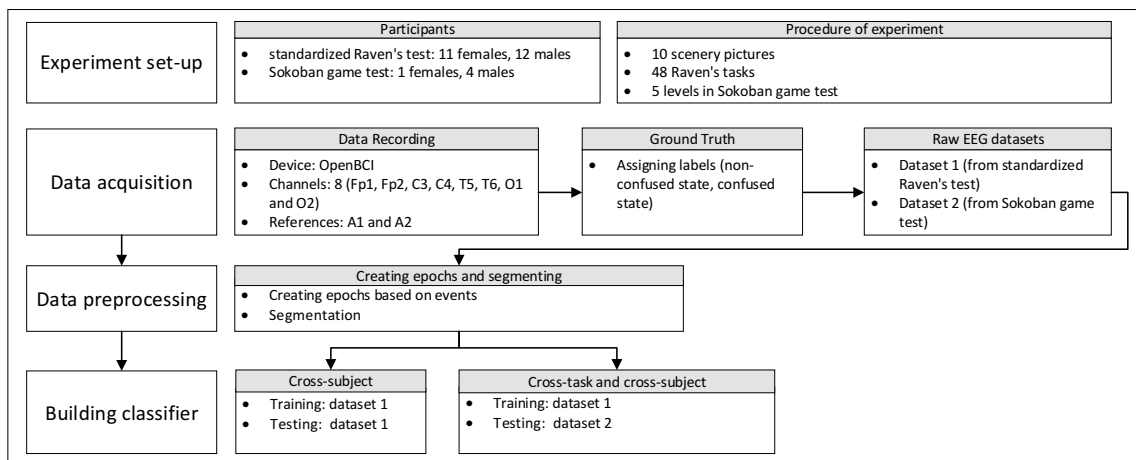 Experiment set-up
Participants
• standardized Raven's test: 11 females, 12 males
• Sokoban game test: 1 females, 4 males
Procedure of experiment
• 10 scenery pictures
• 48 Raven's tasks
• 5 levels in Sokoban game test
Data acquisition
Data Recording
• Device: OpenBCI
• Channels: 8 (Fp1, Fp2, C3, C4, T5, T6, O1
and O2)
• References: A1 and A2
Ground Truth
• Assigning labels (non-
confused state, confused
state)
Raw EEG datasets
• Dataset 1 (from standardized
Raven's test)
• Dataset 2 (from Sokoban game
test)
Data preprocessing
Creating epochs and segmenting
• Creating epochs based on events
• Segmentation
Building classifier
Cross-subject
• Training: dataset 1
• Testing: dataset 1
Cross-task and cross-subject
• Training: dataset 1
• Testing: dataset 2